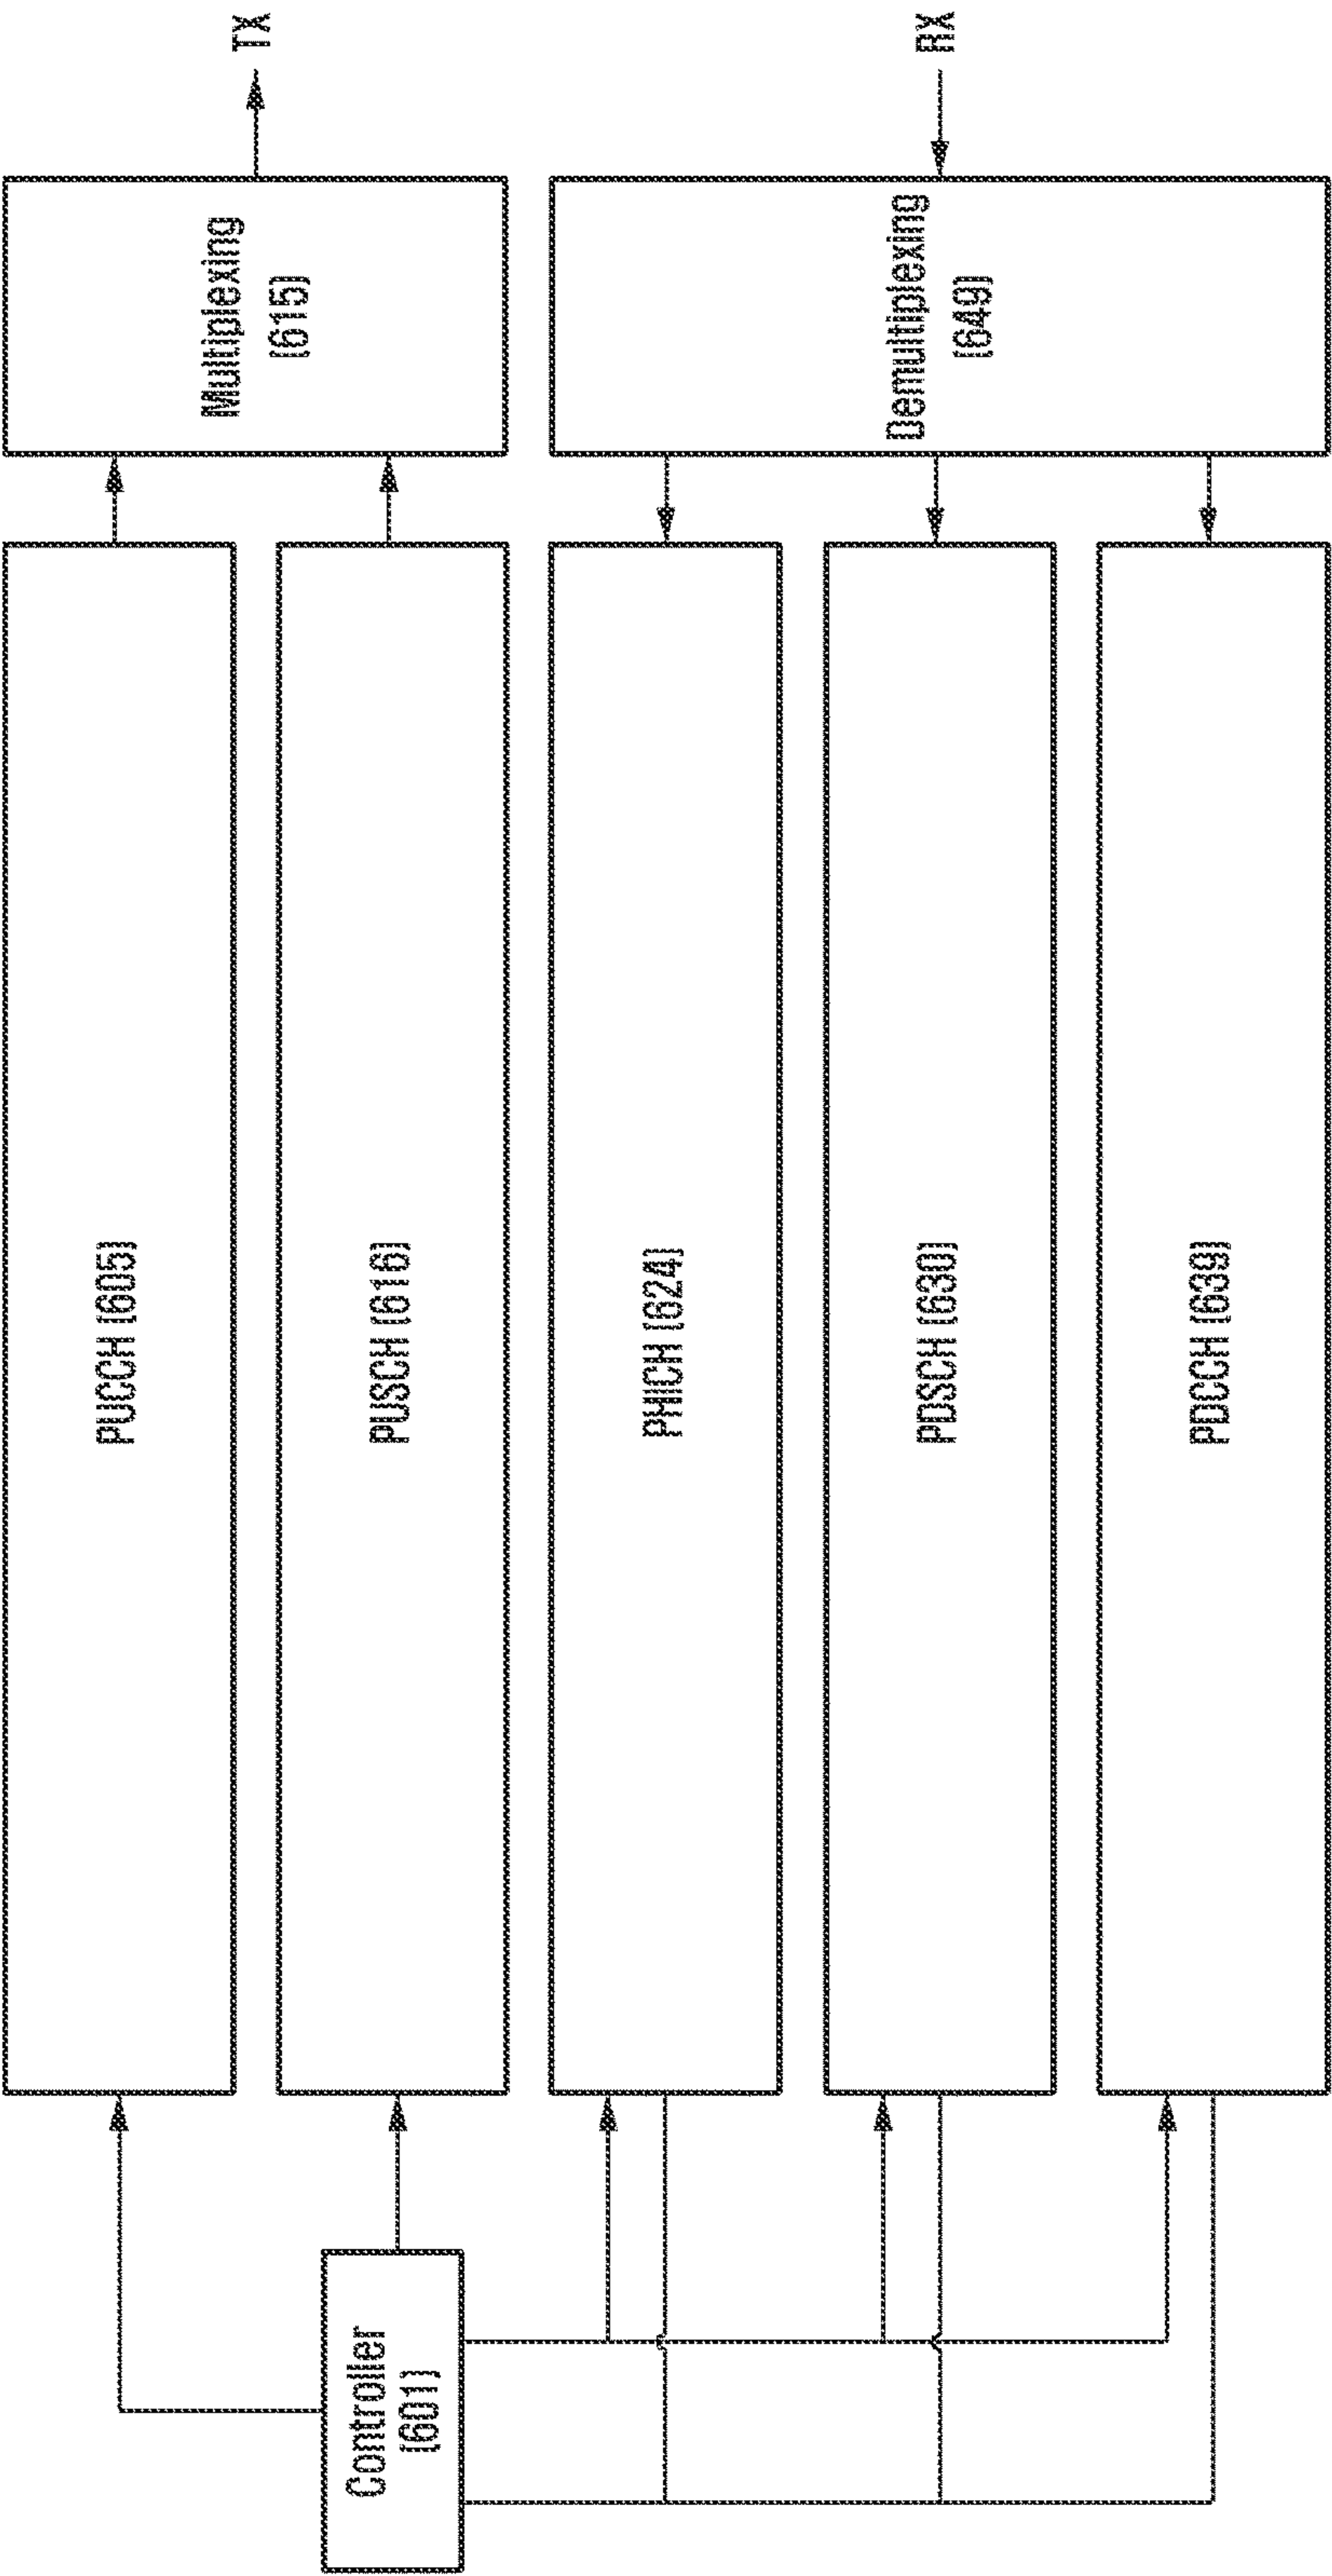 Controller
(601)
PUCCH (605)
PUSCH (616)
PHICH (624)
PDSCH (630)
PDCCH (639)
Multiplexing
(615)
Demultiplexing
(649)
TX
RX